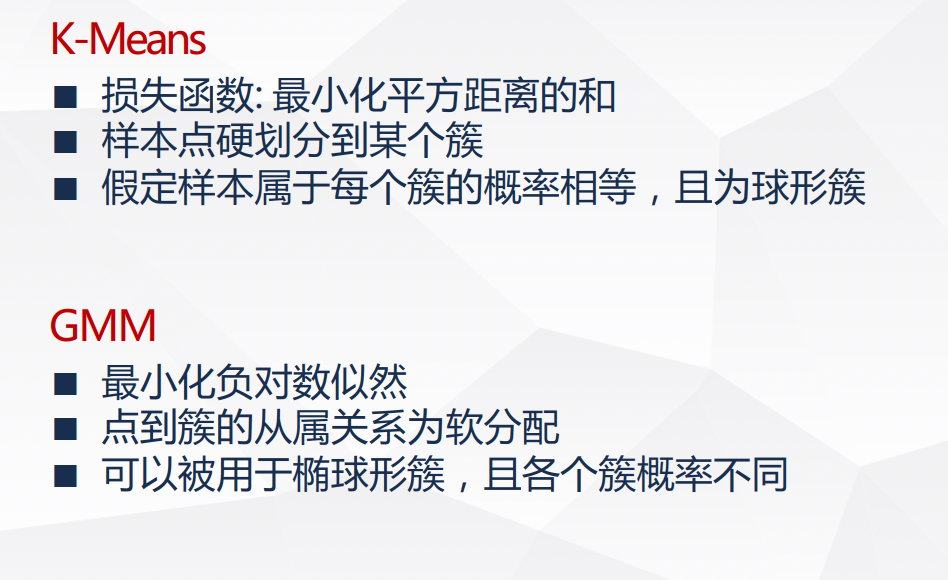 K-Means
■ 损失函数: 最小化平方距离的和
■ 样本点硬划分到某个簇
■ 假定样本属于每个簇的概率相等，且为球形簇
GMM
■ 最小化负对数似然
■ 点到簇的从属关系为软分配
■ 可以被用于椭球形簇，且各个簇概率不同